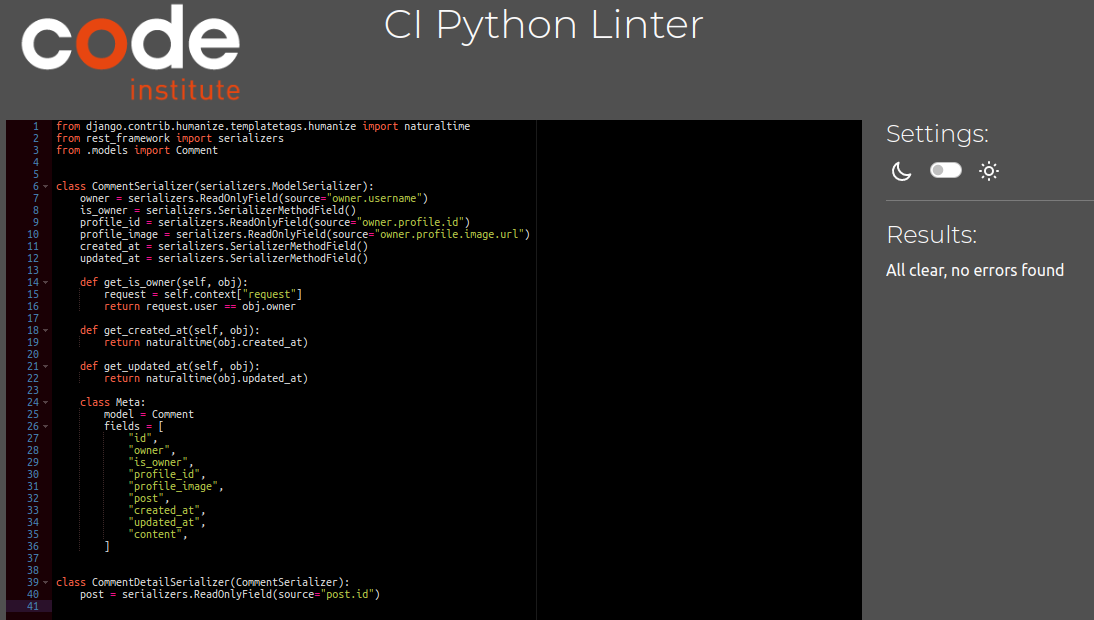 code
institute
CI Python Linter
1 from django.contrib.humanize.templatetags.humanize import naturaltime
2 from rest_framework import serializers
3 from .models import Comment
4
5
6 class CommentSerializer(serializers.ModelSerializer):
7     owner = serializers.ReadOnlyField(source="owner.username")
8     is_owner = serializers.SerializerMethodField()
9     profile_id = serializers.ReadOnlyField(source="owner.profile.id")
10     profile_image = serializers.ReadOnlyField(source="owner.profile.image.url")
11     created_at = serializers.SerializerMethodField()
12     updated_at = serializers.SerializerMethodField()
13
14     def get_is_owner(self, obj):
15         request = self.context["request"]
16         return request.user == obj.owner
17
18     def get_created_at(self, obj):
19         return naturaltime(obj.created_at)
20
21     def get_updated_at(self, obj):
22         return naturaltime(obj.updated_at)
23
24     class Meta:
25         model = Comment
26         fields = [
27             "id",
28             "owner",
29             "is_owner",
30             "profile_id",
31             "profile_image",
32             "post",
33             "created_at",
34             "updated_at",
35             "content",
36         ]
37
38
39 class CommentDetailSerializer(CommentSerializer):
40     post = serializers.ReadOnlyField(source="post.id")
41
Settings:
Results:
All clear, no errors found